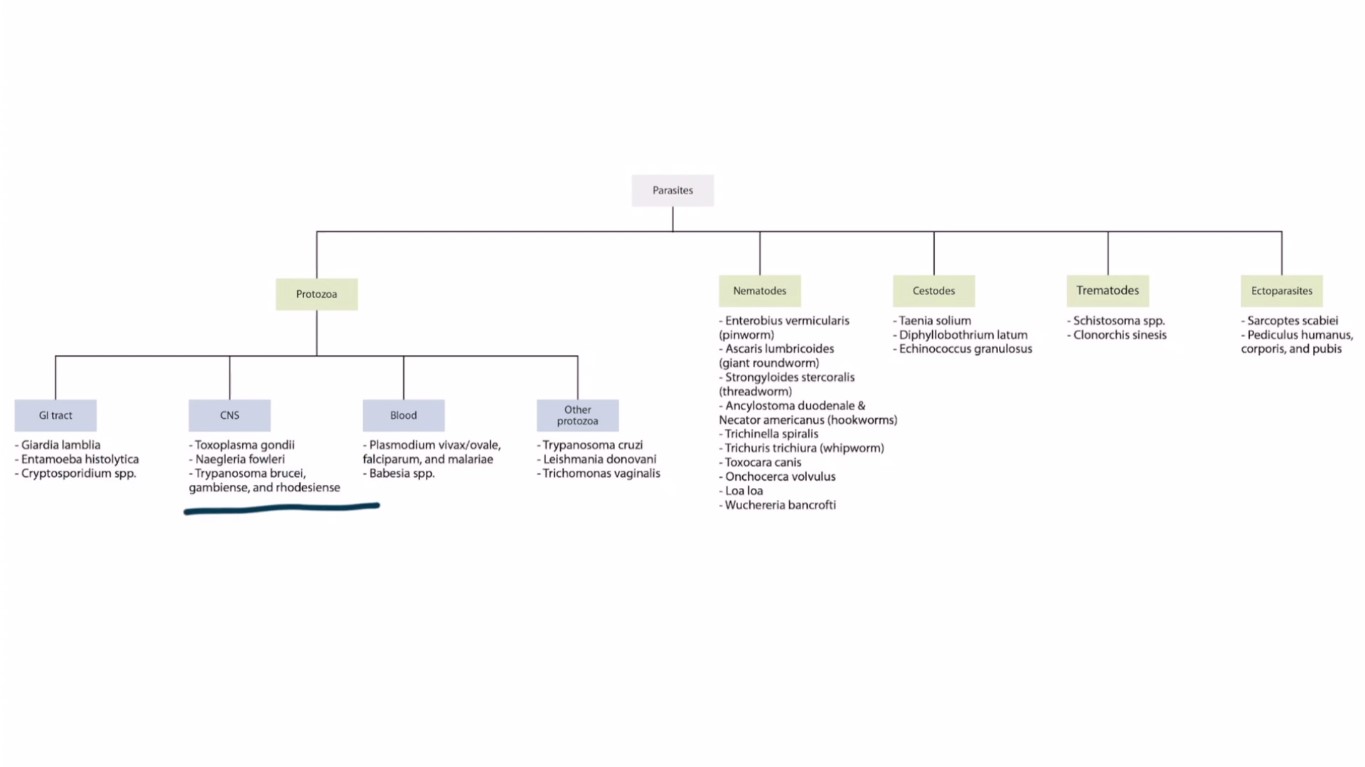 Parasites
Protozoa
GI tract
- Giardia lamblia
- Entamoeba histolytica
- Cryptosporidium spp.
CNS
- Toxoplasma gondii
- Naegleria fowleri
- Trypanosoma brucei,
gambiense, and rhodesiense
Blood
- Plasmodium vivax/ovale,
falciparum, and malariae
- Babesia spp.
Other
protozoa
- Trypanosoma cruzi
- Leishmania donovani
- Trichomonas vaginalis
Nematodes
- Enterobius vermicularis
(pinworm)
- Ascaris lumbricoides
(giant roundworm)
- Strongyloides stercoralis
(threadworm)
- Ancylostoma duodenale &
Necator americanus (hookworms)
- Trichinella spiralis
- Trichuris trichiura (whipworm)
- Toxocara canis
- Onchocerca volvulus
- Loa loa
- Wuchereria bancrofti
Cestodes
- Taenia solium
- Diphyllobothrium latum
- Echinococcus granulosus
Trematodes
- Schistosoma spp.
- Clonorchis sinesis
Ectoparasites
- Sarcoptes scabiei
- Pediculus humanus,
corporis, and pubis